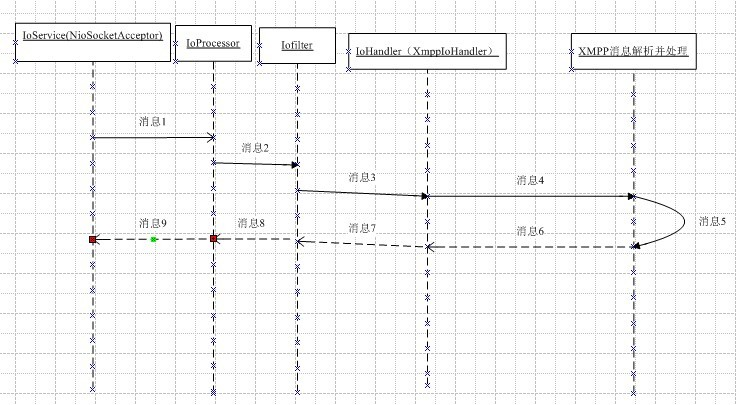 IoService(NioSocketAcceptor)
IoProcessor
Iofilter
IoHandler（XmppIoHandler）
XMPP消息解析并处理
消息1
消息2
消息3
消息4
消息5
消息6
消息7
消息8
消息9